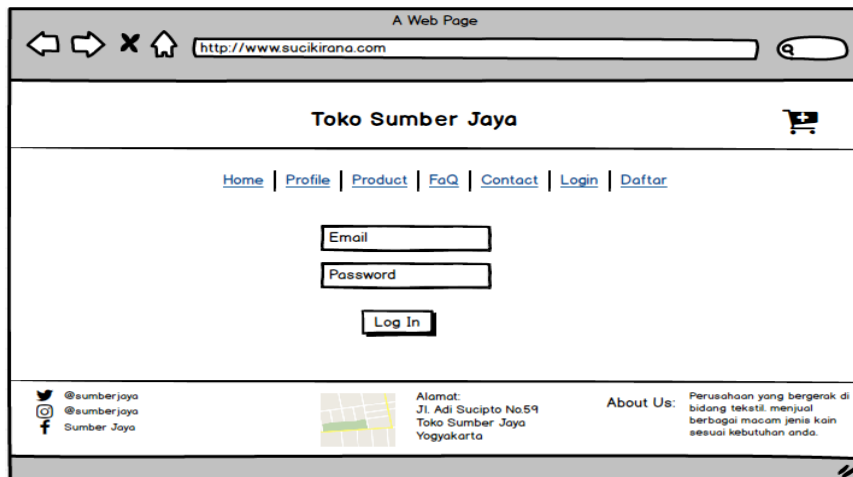 A Web Page
http://www.sucikirana.com
Toko Sumber Jaya
Home | Profile | Product | FaQ | Contact | Login | Daftar
Email
Password
Log In
@sumberjaya
@sumberjaya
Sumber Jaya
Alamat:
Jl. Adi Sucipto No.59
Toko Sumber Jaya
Yogyakarta
About Us:
Perusahaan yang bergerak di
bidang tekstil. menjual
berbagai macam jenis kain
sesuai kebutuhan anda.